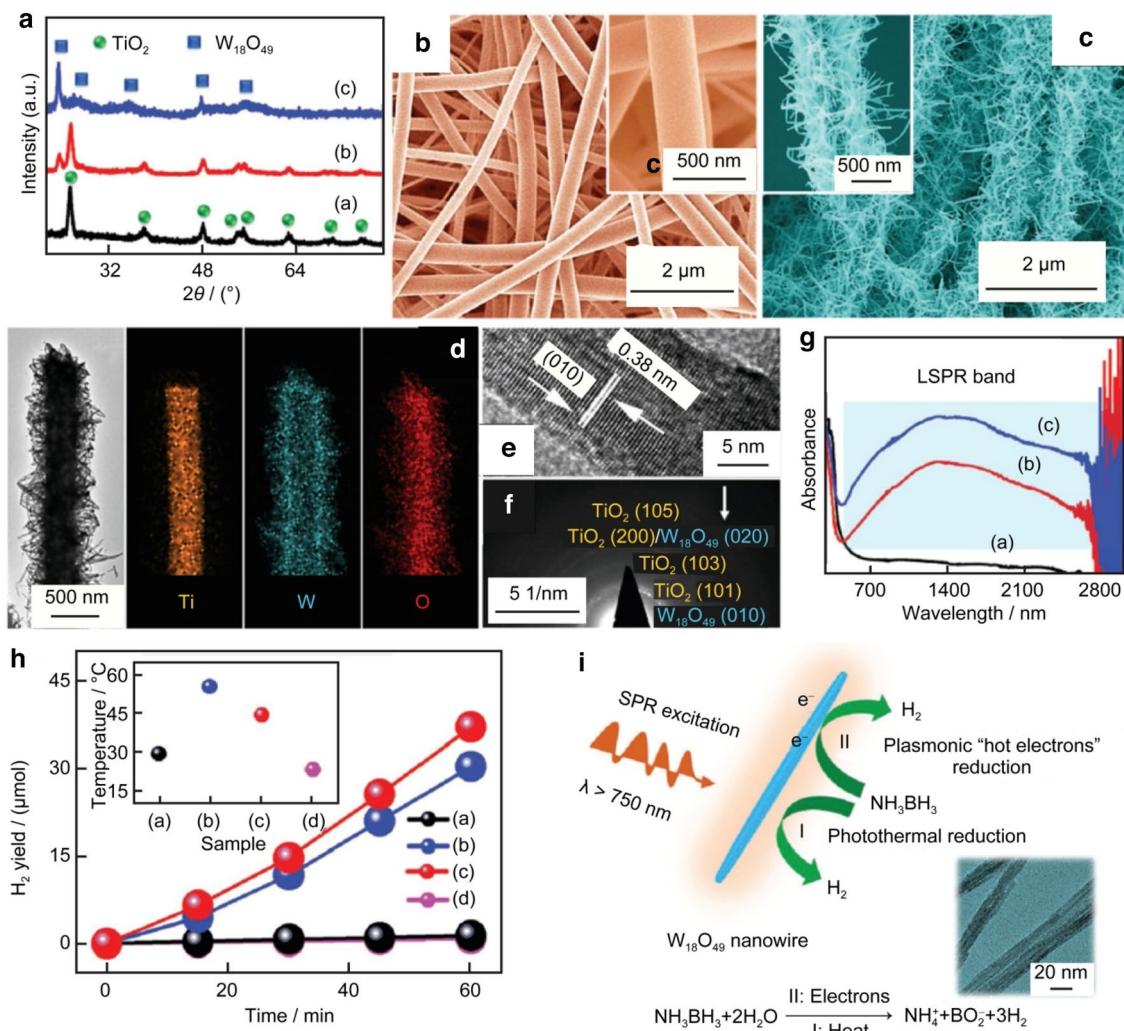 a
TiO₂
W₁₈O₄₉
(c)
(b)
(a)
Intensity (a.u.)
32
48
64
2θ / (°)
b
c
500 nm
2 μm
c
500 nm
2 μm
500 nm
Ti
W
O
d
(010)
0.38 nm
e
5 nm
f
TiO₂ (105)
TiO₂ (200)/W₁₈O₄₉ (020)
TiO₂ (103)
TiO₂ (101)
W₁₈O₄₉ (010)
5 1/nm
g
LSPR band
(c)
(b)
(a)
Absorbance
700
1400
2100
2800
Wavelength / nm
h
H₂ yield / (μmol)
45
30
15
0
Temperature / °C
60
45
30
15
(a)
(b)
(c)
(d)
Sample
(a)
(b)
(c)
(d)
0
20
40
60
Time / min
i
SPR excitation
λ > 750 nm
e⁻
e⁻
H₂
II
Plasmonic “hot electrons”
reduction
NH₃BH₃
I
Photothermal reduction
H₂
W₁₈O₄₉ nanowire
20 nm
II: Electrons
NH₃BH₃+2H₂O → NH₄⁺+BO₂⁻+3H₂
I: Heat